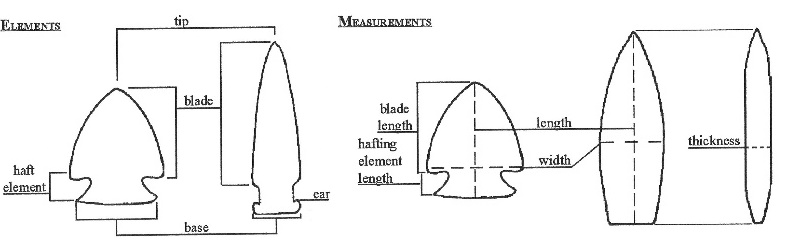 ELEMENTS
tip
blade
haft
element
ear
base
MEASUREMENTS
blade
length
hafting
element
length
length
width
thickness